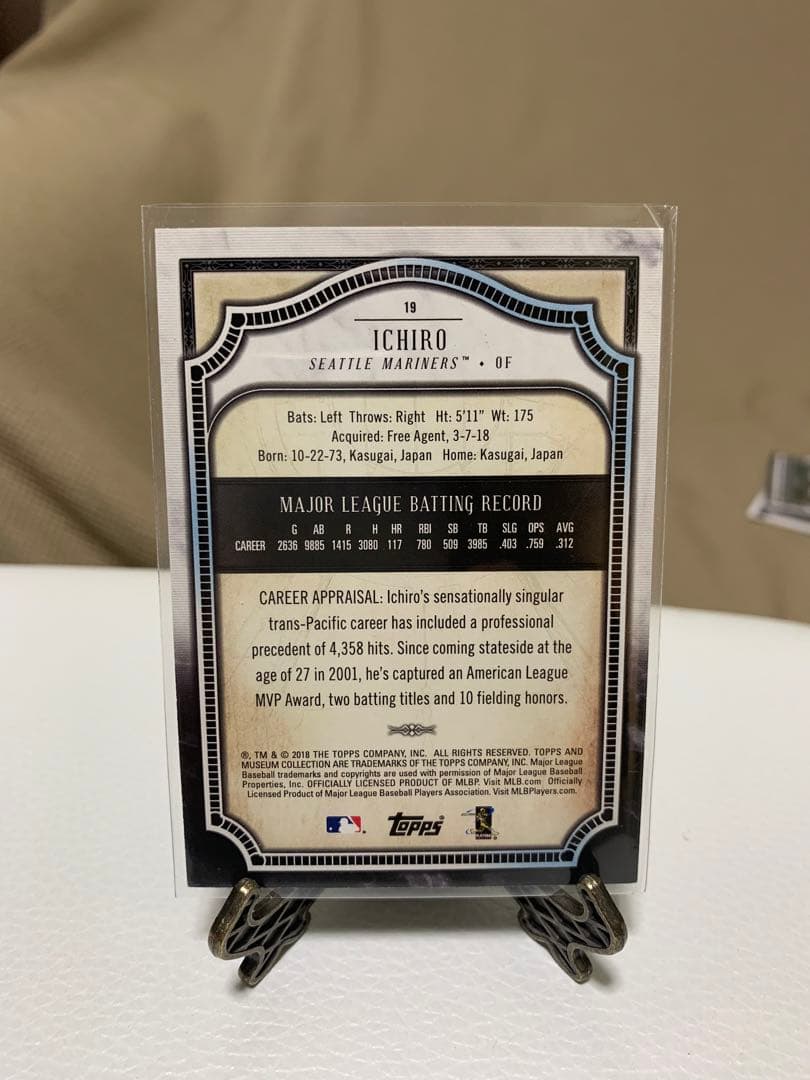 19
ICHIRO
SEATTLE MARINERS™ • OF
Bats: Left Throws: Right Ht: 5'11" Wt: 175
Acquired: Free Agent, 3-7-18
Born: 10-22-73, Kasugai, Japan Home: Kasugai, Japan
MAJOR LEAGUE BATTING RECORD
G AB R H HR RBI SB TB SLG OPS AVG
CAREER 2636 9885 1415 3080 117 780 509 3985 .403 .759 .312
CAREER APPRAISAL: Ichiro's sensationally singular
trans-Pacific career has included a professional
precedent of 4,358 hits. Since coming stateside at the
age of 27 in 2001, he's captured an American League
MVP Award, two batting titles and 10 fielding honors.
®, TM & © 2018 THE TOPPS COMPANY, INC. ALL RIGHTS RESERVED. TOPPS AND
MUSEUM COLLECTION ARE TRADEMARKS OF THE TOPPS COMPANY, INC. Major League
Baseball trademarks and copyrights are used with permission of Major League Baseball
Properties, Inc. OFFICIALLY LICENSED PRODUCT OF MLBP. Visit MLB.com Officially
Licensed Product of Major League Baseball Players Association. Visit MLBPlayers.com.
Topps